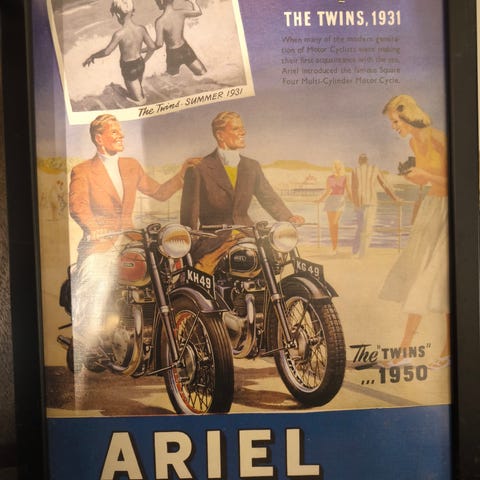 THE TWINS, 1931
When many of the modern genera-
tion of Motor Cyclists were making
their first acquaintance with the sea,
Ariel introduced the famous Square
Four Multi-Cylinder Motor Cycle.
The Twins - SUMMER 1931
KH49
KG49
The "TWINS"
... 1950
ARIEL